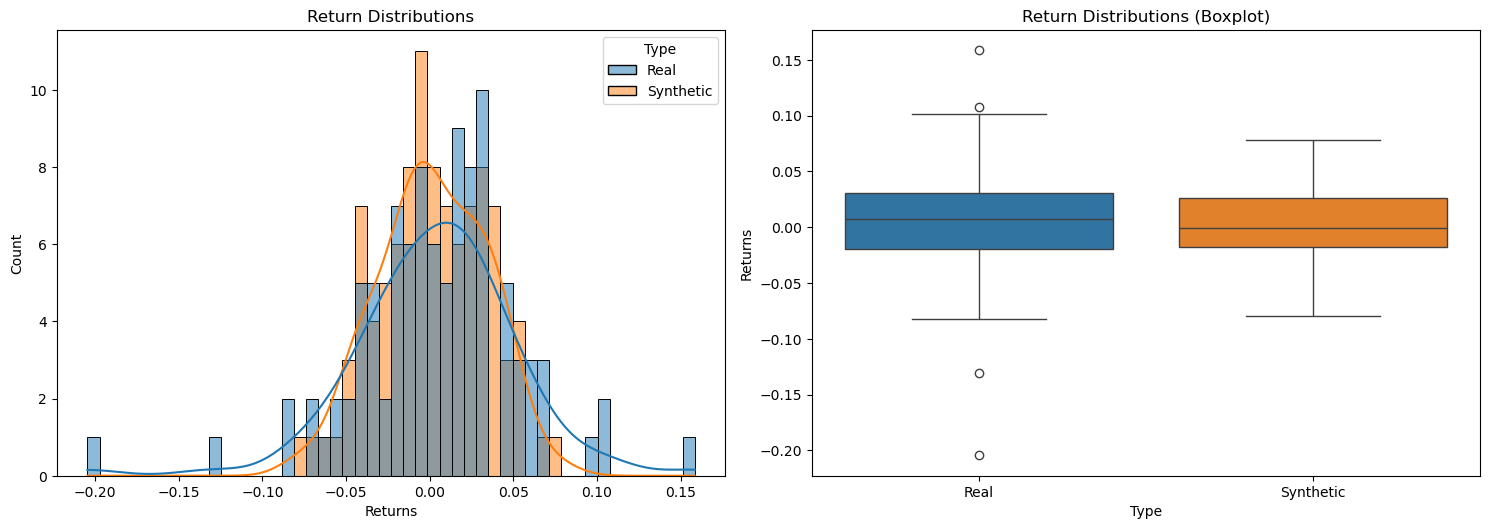 Return Distributions
Count
10
8
6
4
2
0
Type
Real
Synthetic
−0.20
−0.15
−0.10
−0.05
0.00
0.05
0.10
0.15
Returns
Return Distributions (Boxplot)
Returns
0.15
0.10
0.05
0.00
−0.05
−0.10
−0.15
−0.20
Real
Synthetic
Type